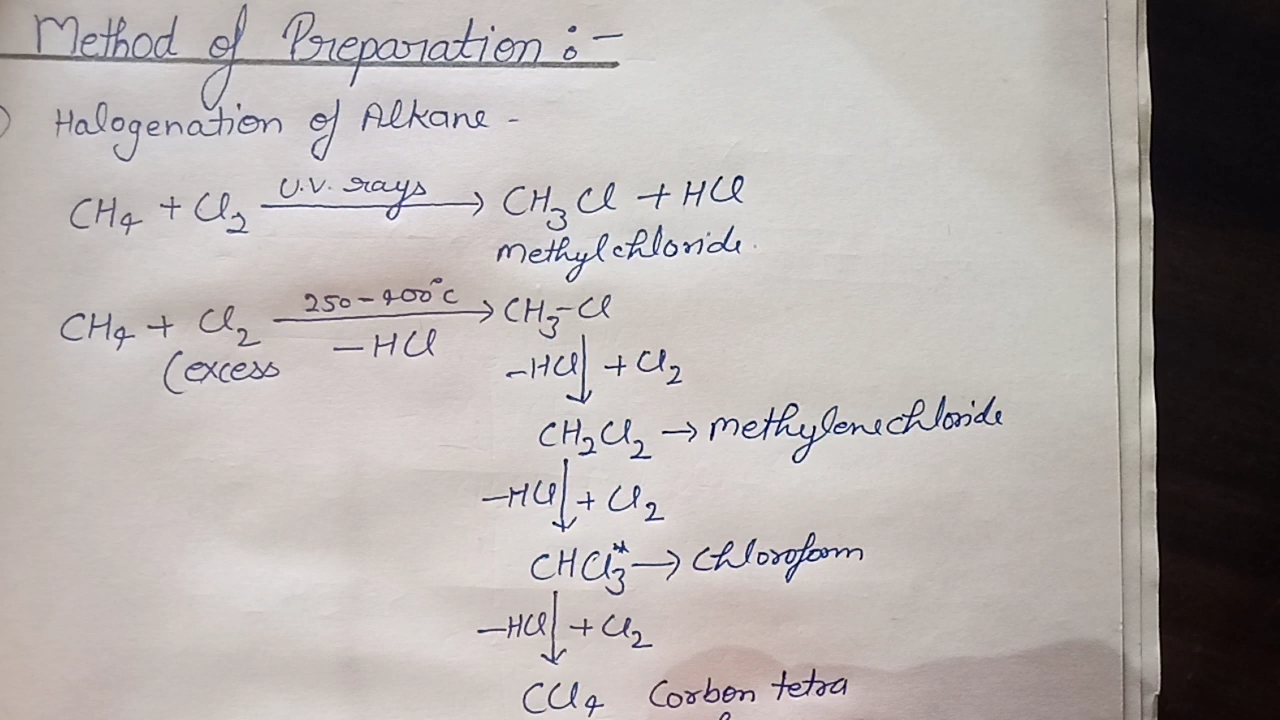 Method of Preparation :-
Halogenation of Alkane -
CH4 + Cl2 U.V. rays → CH3Cl + HCl
methylchloride.
CH4 + Cl2 250-400°C → CH3-Cl
(excess -HCl
-HCl ↓ + Cl2
CH2Cl2 → methylenechloride
-HCl ↓ + Cl2
CHCl3* → chloroform
-HCl ↓ + Cl2
CCl4 Corbon tetra